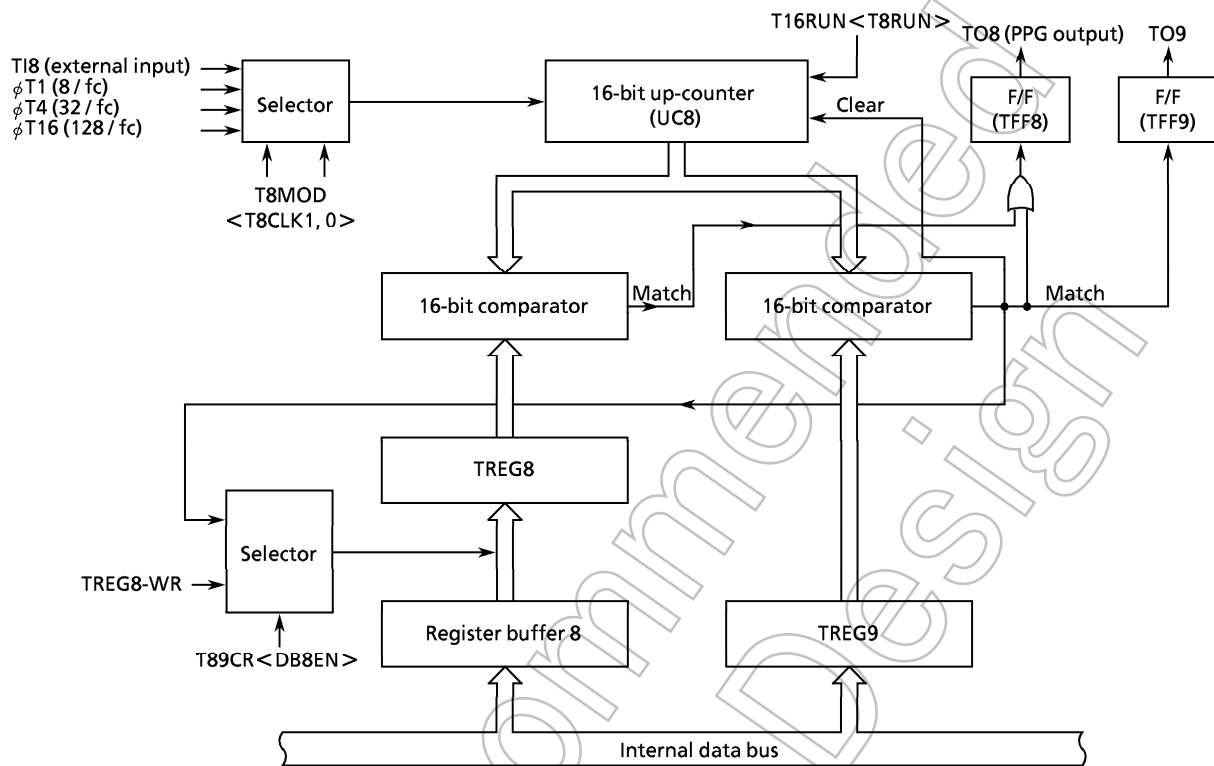 T16RUN<T8RUN>
TO8 (PPG output)
TO9
TI8 (external input)
φT1 (8 / fc)
φT4 (32 / fc)
φT16 (128 / fc)
Selector
16-bit up-counter
(UC8)
Clear
F/F
(TFF8)
F/F
(TFF9)
T8MOD
<T8CLK1, 0>
16-bit comparator
Match
16-bit comparator
Match
TREG8
Selector
TREG8-WR
T89CR<DB8EN>
Register buffer 8
TREG9
Internal data bus
ommended
Design